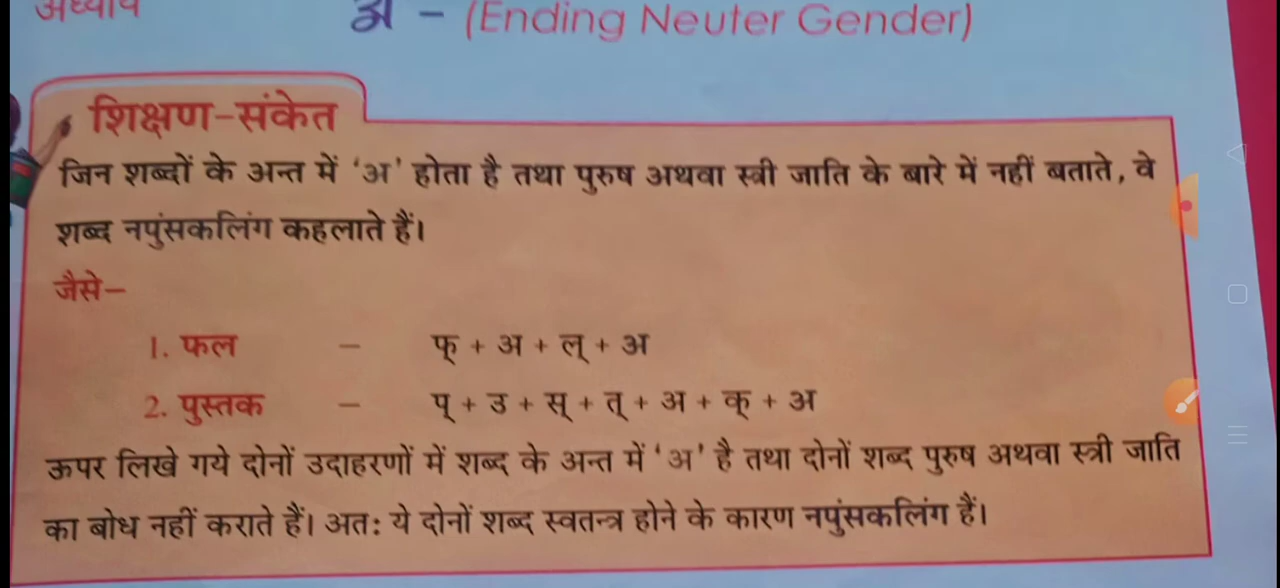 अध्याय
अ - (Ending Neuter Gender)
शिक्षण-संकेत
जिन शब्दों के अन्त में 'अ' होता है तथा पुरुष अथवा स्त्री जाति के बारे में नहीं बताते, वे
शब्द नपुंसकलिंग कहलाते हैं।
जैसे–
1. फल – फ् + अ + ल् + अ
2. पुस्तक – प् + उ + स् + त् + अ + क् + अ
ऊपर लिखे गये दोनों उदाहरणों में शब्द के अन्त में 'अ' है तथा दोनों शब्द पुरुष अथवा स्त्री जाति
का बोध नहीं कराते हैं। अतः ये दोनों शब्द स्वतन्त्र होने के कारण नपुंसकलिंग हैं।